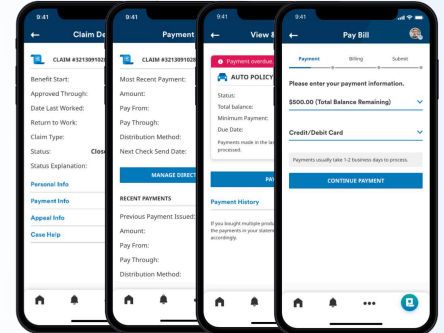 9:41
Claim De
CLAIM #3213091028
Benefit Start:
Approved Through:
Date Last Worked:
Return to Work:
Claim Type:
Status: Close
Status Explanation:
Personal Info
Payment Info
Appeal Info
Case Help
9:41
Payment
CLAIM #3213091028
Most Recent Payment:
Amount:
Pay From:
Pay Through:
Distribution Method:
Next Check Send Date:
MANAGE DIRECT
RECENT PAYMENTS
Previous Payment Issued:
Amount:
Pay From:
Pay Through:
Distribution Method:
9:41
View &
Payment overdue.
AUTO POLICY
Status:
Total balance:
Minimum Payment:
Due Date:
Payments made in the las
processed.
PAY
Payment History
If you bought multiple produ
the payments in your statem
accordingly.
9:41
Pay Bill
Payment Billing Submit
Please enter your payment information.
$500.00 (Total Balance Remaining)
Credit/Debit Card
Payments usually take 1-2 business days to process.
CONTINUE PAYMENT